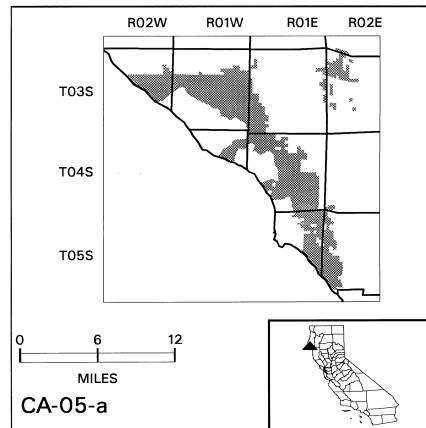 R02W R01W R01E R02E
T03S
T04S
T05S
0 6 12
MILES
CA-05-a